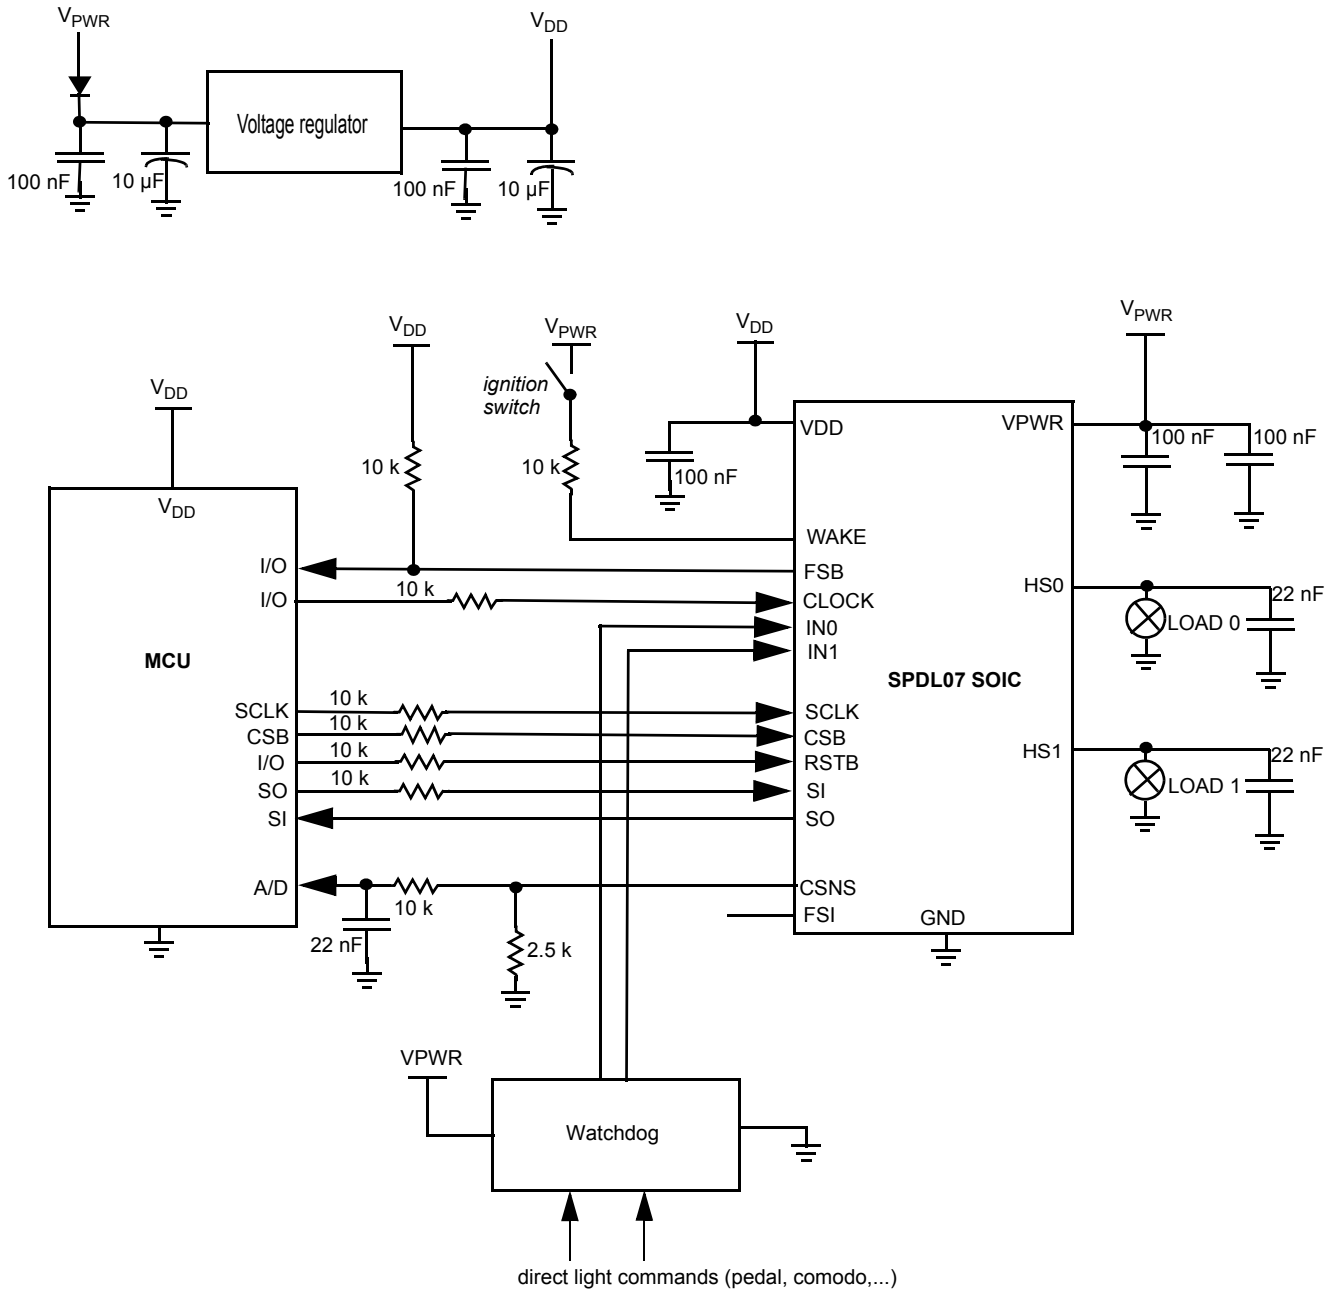 VPWR
VDD
Voltage regulator
100 nF
10 µF
100 nF
10 µF
VDD
VPWR
VDD
VPWR
VDD
ignition
switch
VDD
VPWR
100 nF
100 nF
10 k
10 k
100 nF
VDD
WAKE
I/O
FSB
HS0
10 k
I/O
CLOCK
22 nF
IN0
LOAD 0
IN1
MCU
SPDL07 SOIC
10 k
SCLK
SCLK
10 k
CSB
CSB
HS1
10 k
I/O
RSTB
22 nF
10 k
SO
SI
LOAD 1
SI
SO
A/D
CSNS
10 k
FSI
GND
22 nF
2.5 k
VPWR
Watchdog
direct light commands (pedal, comodo,...)